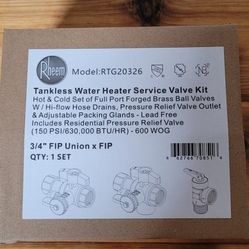 Rheem
Model:RTG20326
Tankless Water Heater Service Valve Kit
Hot & Cold Set of Full Port Forged Brass Ball Valves
W / Hi-flow Hose Drains, Pressure Relief Valve Outlet
& Adjustable Packing Glands - Lead Free
Includes Residential Pressure Relief Valve
(150 PSI/630,000 BTU/HR) - 600 WOG
3/4" FIP Union x FIP
QTY: 1 SET